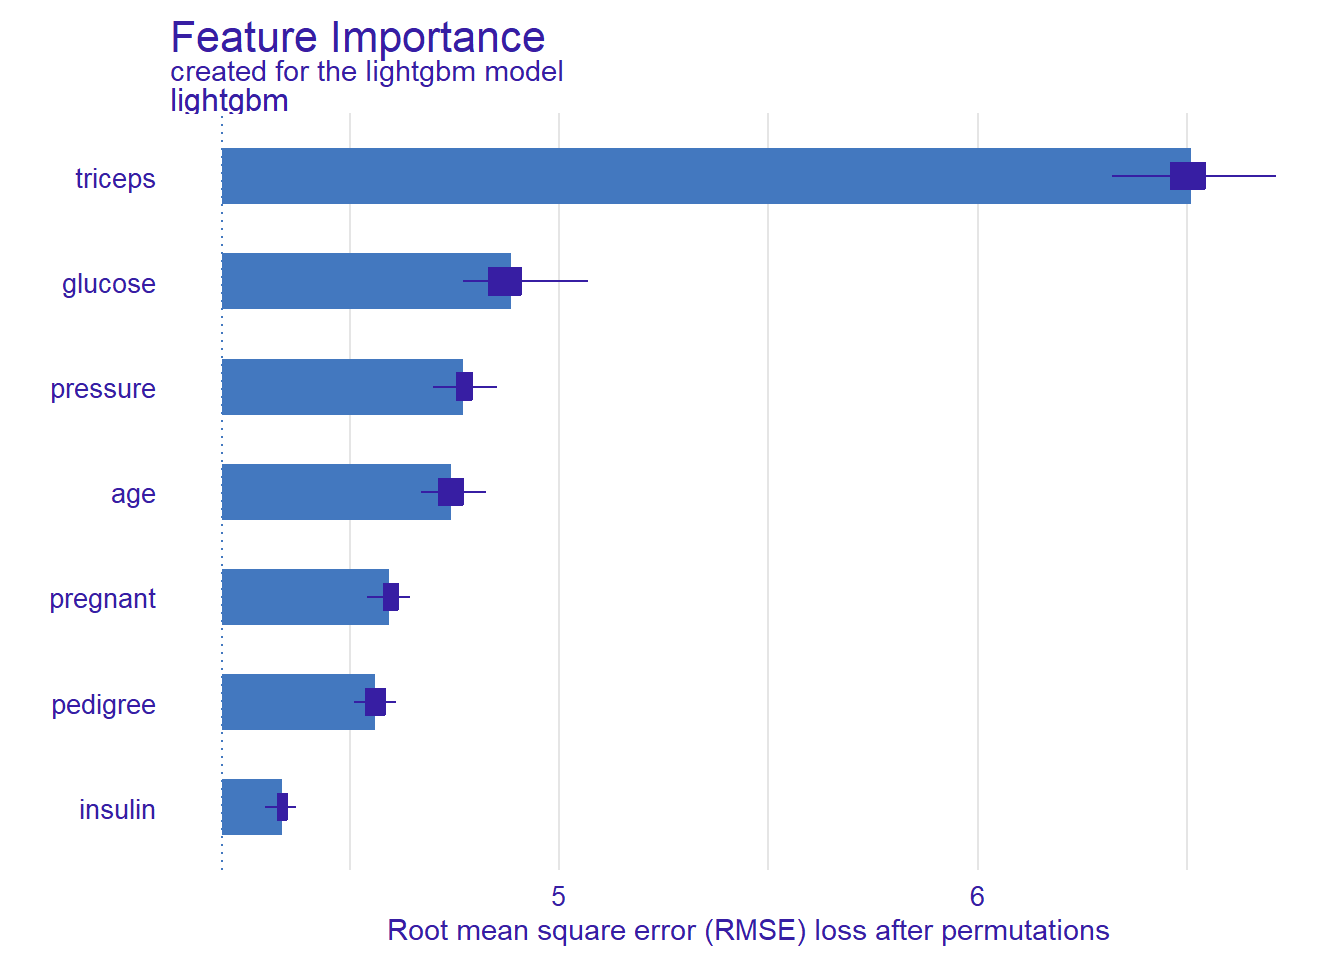 Feature Importance
created for the lightgbm model
lightgbm
triceps
glucose
pressure
age
pregnant
pedigree
insulin
5 6
Root mean square error (RMSE) loss after permutations